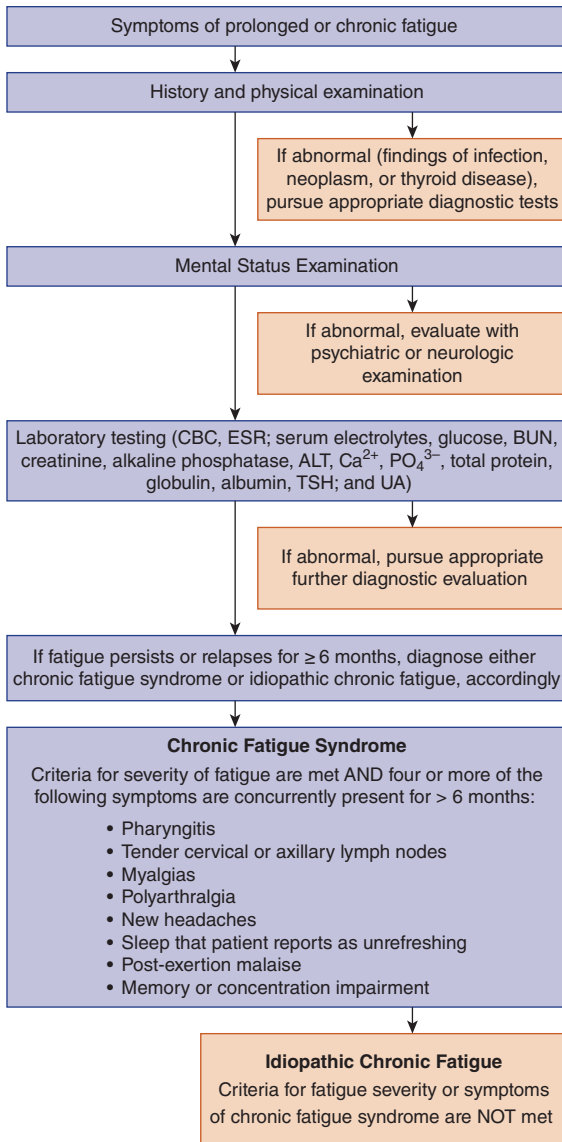 Symptoms of prolonged or chronic fatigue
History and physical examination
If abnormal (findings of infection,
neoplasm, or thyroid disease),
pursue appropriate diagnostic tests
Mental Status Examination
If abnormal, evaluate with
psychiatric or neurologic
examination
Laboratory testing (CBC, ESR; serum electrolytes, glucose, BUN,
creatinine, alkaline phosphatase, ALT, Ca²⁺, PO₄³⁻, total protein,
globulin, albumin, TSH; and UA)
If abnormal, pursue appropriate
further diagnostic evaluation
If fatigue persists or relapses for ≥ 6 months, diagnose either
chronic fatigue syndrome or idiopathic chronic fatigue, accordingly
Chronic Fatigue Syndrome
Criteria for severity of fatigue are met AND four or more of the
following symptoms are concurrently present for > 6 months:
• Pharyngitis
• Tender cervical or axillary lymph nodes
• Myalgias
• Polyarthralgia
• New headaches
• Sleep that patient reports as unrefreshing
• Post-exertion malaise
• Memory or concentration impairment
Idiopathic Chronic Fatigue
Criteria for fatigue severity or symptoms
of chronic fatigue syndrome are NOT met